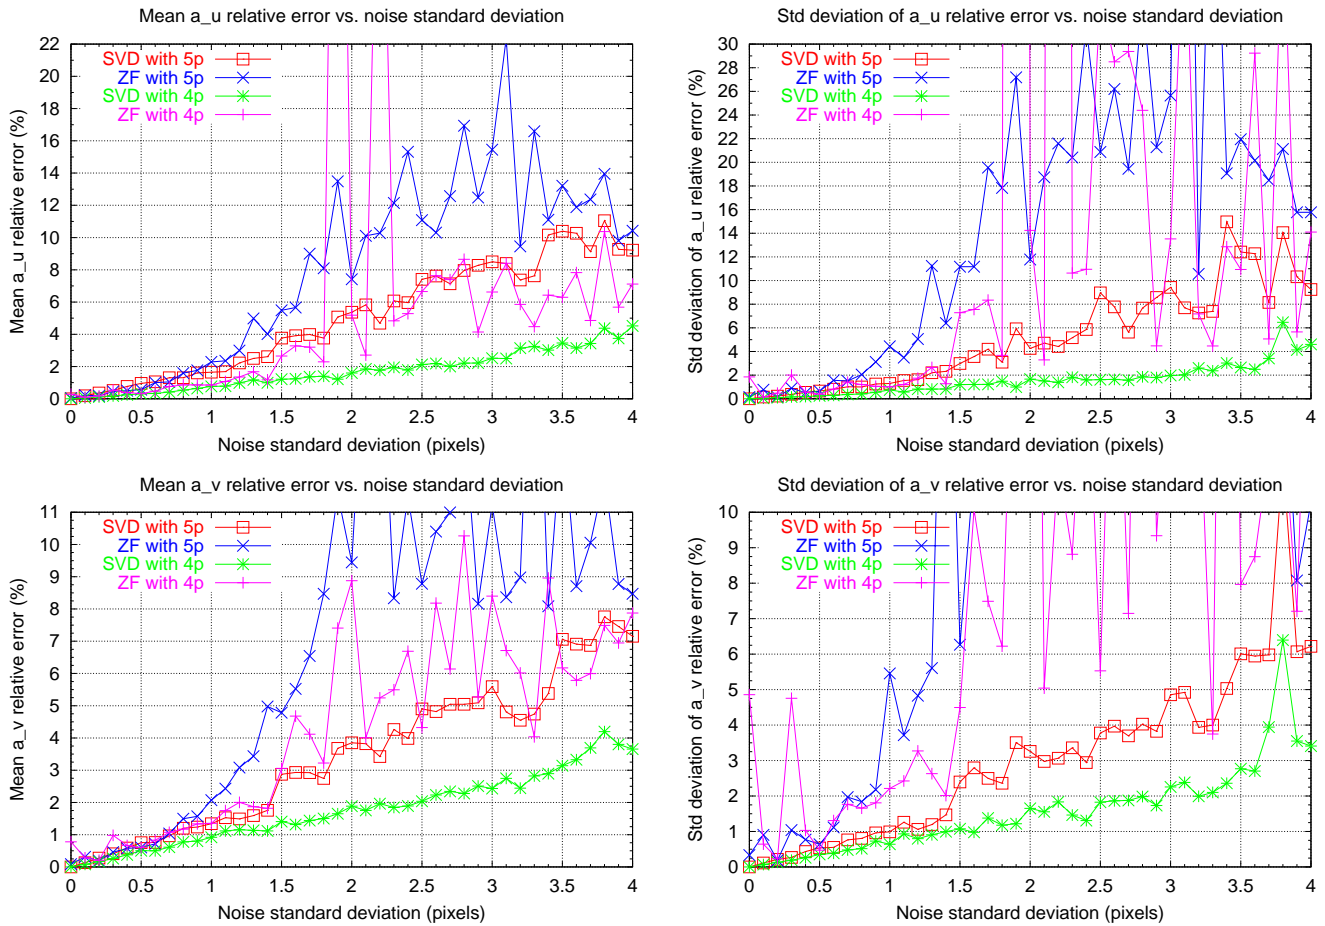 Mean a_u relative error vs. noise standard deviation
Mean a_u relative error (%)
22
20
18
16
14
12
10
8
6
4
2
0
SVD with 5p
ZF with 5p
SVD with 4p
ZF with 4p
0 0.5 1 1.5 2 2.5 3 3.5 4
Noise standard deviation (pixels)
Std deviation of a_u relative error vs. noise standard deviation
Std deviation of a_u relative error (%)
30
28
26
24
22
20
18
16
14
12
10
8
6
4
2
0
SVD with 5p
ZF with 5p
SVD with 4p
ZF with 4p
0 0.5 1 1.5 2 2.5 3 3.5 4
Noise standard deviation (pixels)
Mean a_v relative error vs. noise standard deviation
Mean a_v relative error (%)
11
10
9
8
7
6
5
4
3
2
1
0
SVD with 5p
ZF with 5p
SVD with 4p
ZF with 4p
0 0.5 1 1.5 2 2.5 3 3.5 4
Noise standard deviation (pixels)
Std deviation of a_v relative error vs. noise standard deviation
Std deviation of a_v relative error (%)
10
9
8
7
6
5
4
3
2
1
0
SVD with 5p
ZF with 5p
SVD with 4p
ZF with 4p
0 0.5 1 1.5 2 2.5 3 3.5 4
Noise standard deviation (pixels)